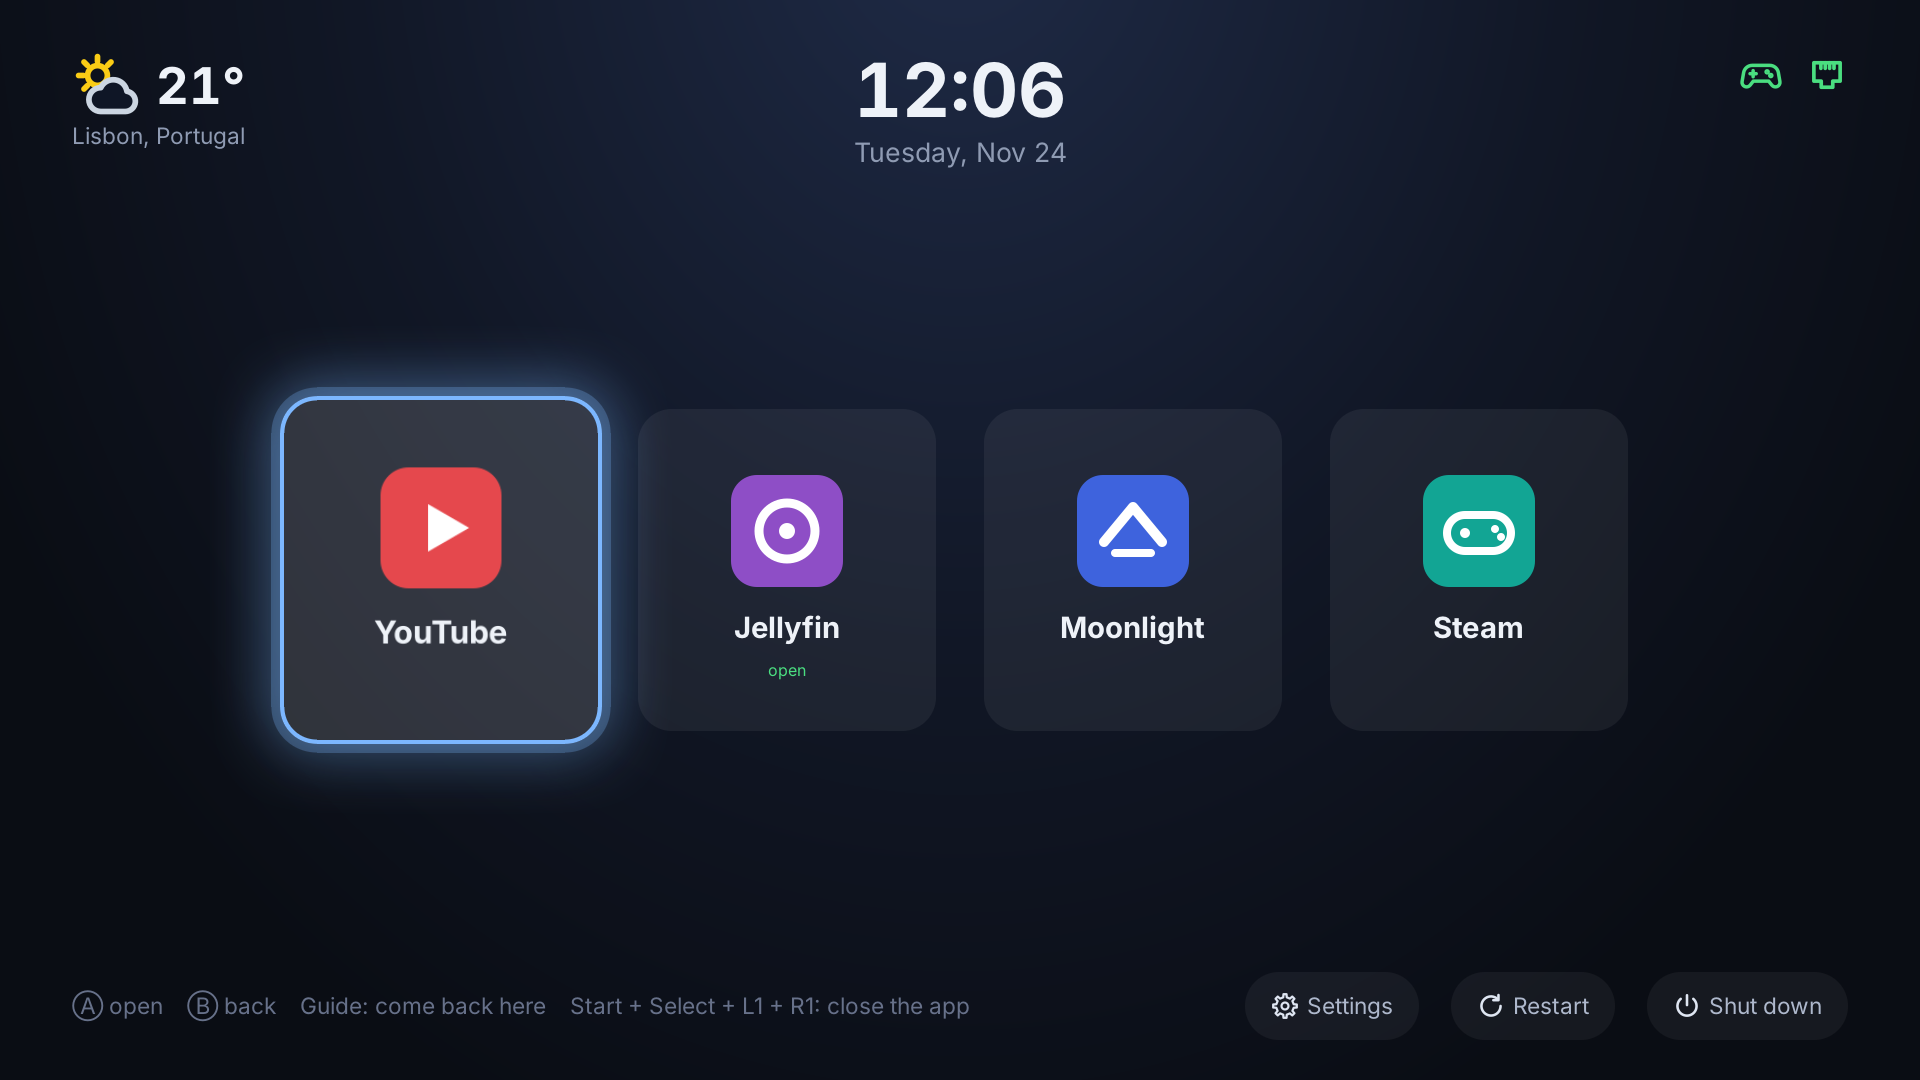 21°
Lisbon, Portugal
12:06
Tuesday, Nov 24
YouTube
Jellyfin
open
Moonlight
Steam
A open B back Guide: come back here Start + Select + L1 + R1: close the app
Settings
Restart
Shut down